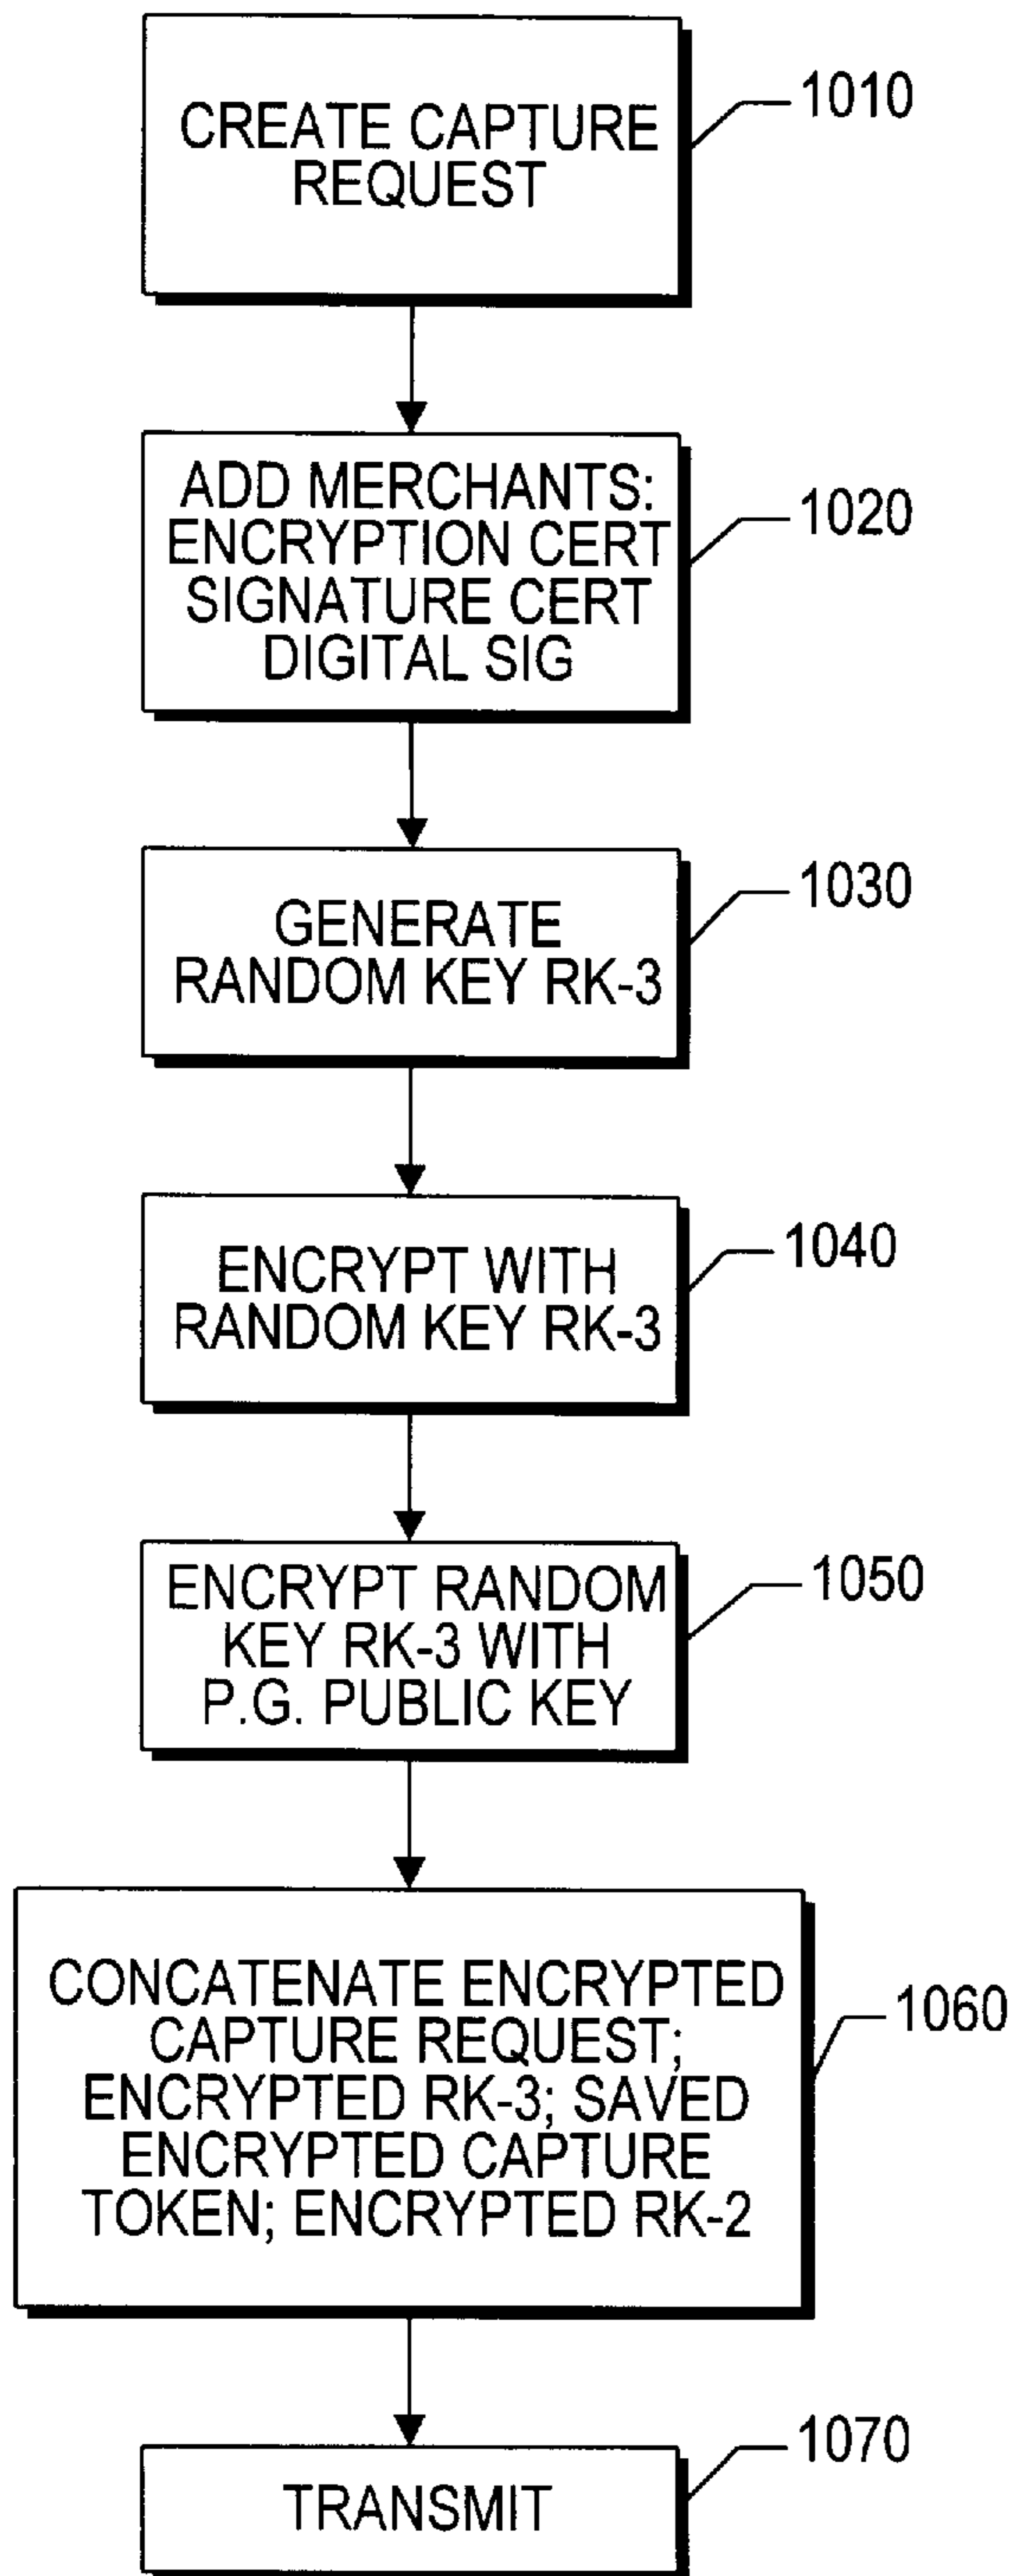 CREATE CAPTURE
REQUEST
1010
ADD MERCHANTS:
ENCRYPTION CERT
SIGNATURE CERT
DIGITAL SIG
1020
GENERATE
RANDOM KEY RK-3
1030
ENCRYPT WITH
RANDOM KEY RK-3
1040
ENCRYPT RANDOM
KEY RK-3 WITH
P.G. PUBLIC KEY
1050
CONCATENATE ENCRYPTED
CAPTURE REQUEST;
ENCRYPTED RK-3; SAVED
ENCRYPTED CAPTURE
TOKEN; ENCRYPTED RK-2
1060
TRANSMIT
1070